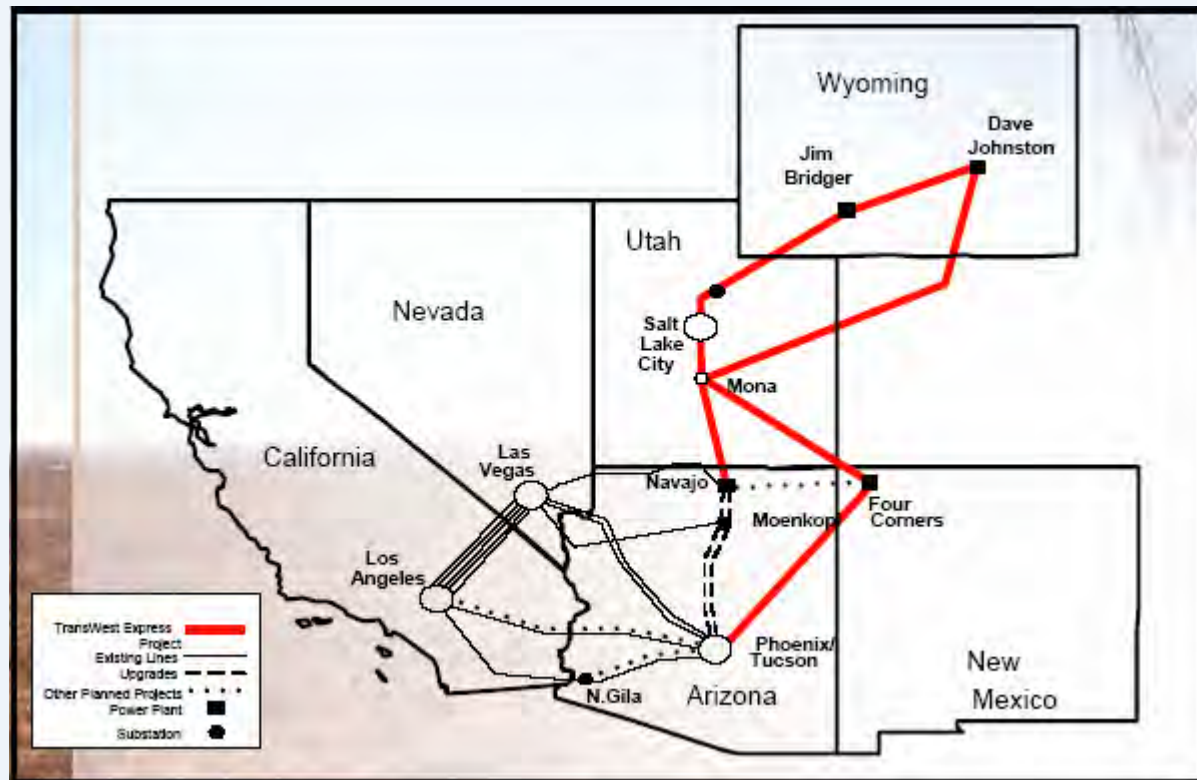 Wyoming
Dave
Johnston
Jim
Bridger
Utah
Nevada
Salt
Lake
City
Mona
California
Las
Vegas
Navajo
Four
Corners
Moenkopi
Los
Angeles
Phoenix/
Tucson
New
Mexico
N.Gila
Arizona
TransWest Express
Project
Existing Lines
Upgrades
Other Planned Projects
Power Plant
Substation